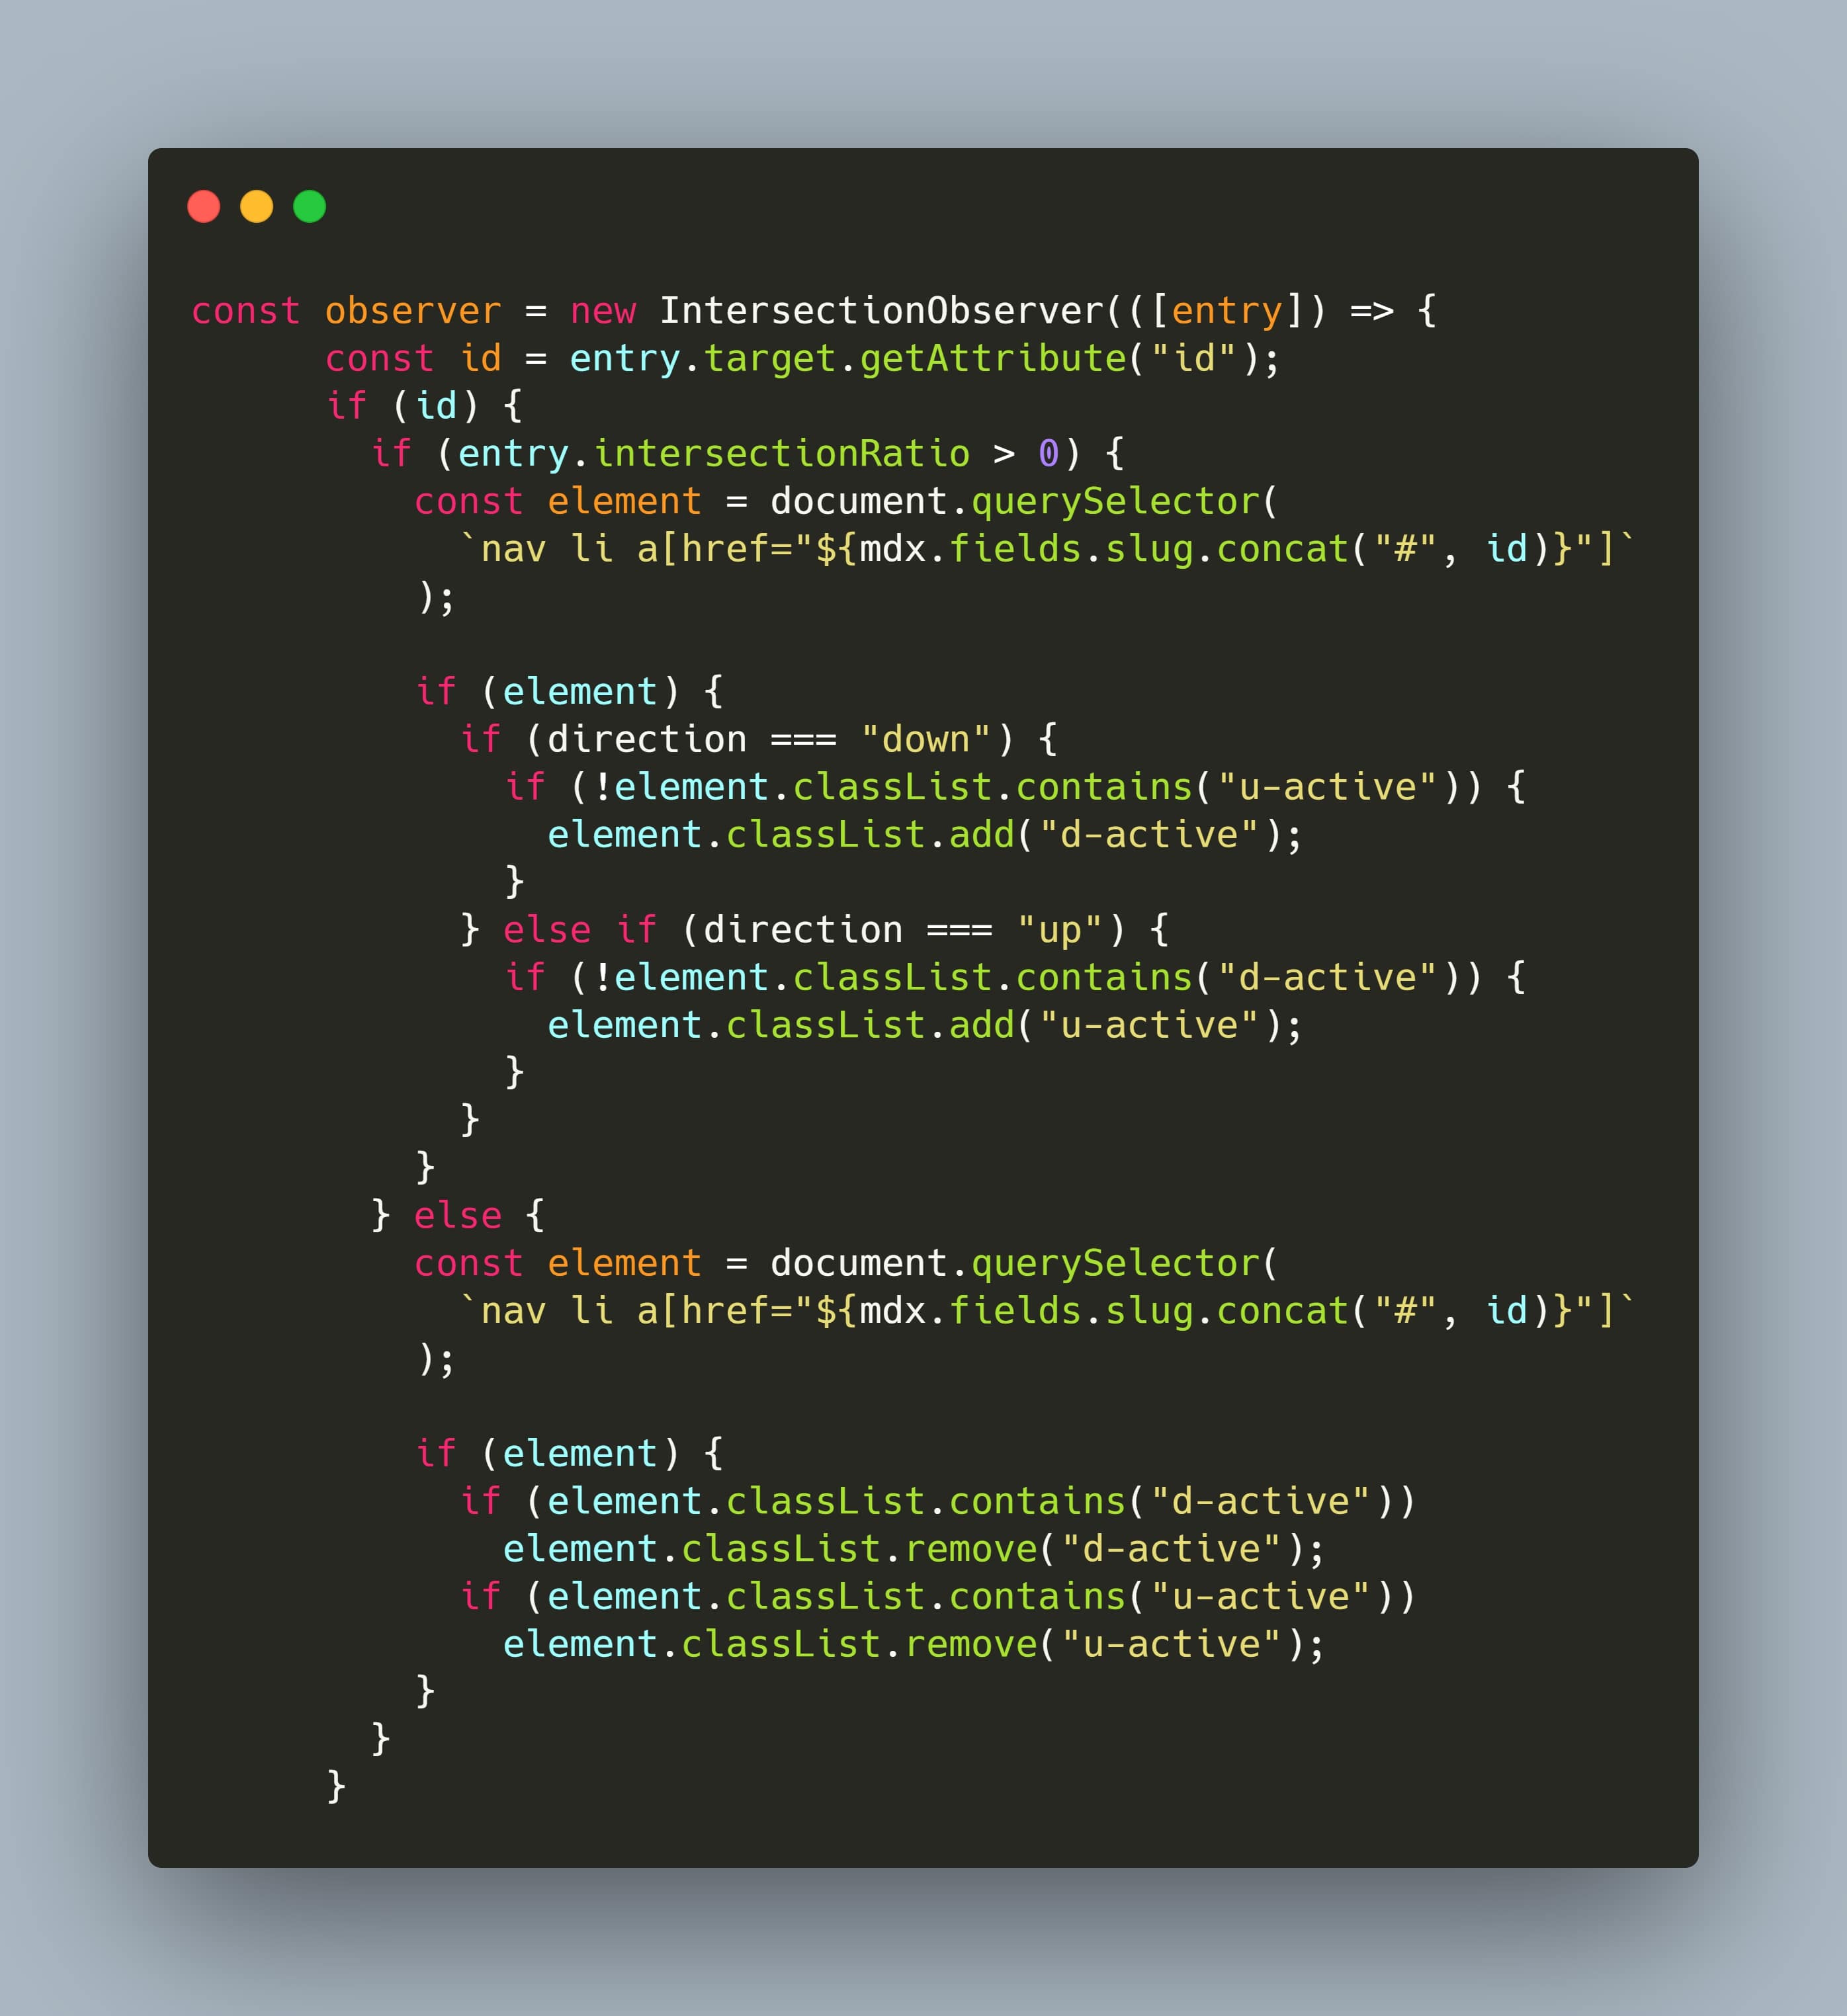 const observer = new IntersectionObserver(([entry]) => {
      const id = entry.target.getAttribute("id");
      if (id) {
        if (entry.intersectionRatio > 0) {
          const element = document.querySelector(
            `nav li a[href="${mdx.fields.slug.concat("#", id)}"]`
          );

          if (element) {
            if (direction === "down") {
              if (!element.classList.contains("u-active")) {
                element.classList.add("d-active");
              }
            } else if (direction === "up") {
              if (!element.classList.contains("d-active")) {
                element.classList.add("u-active");
              }
            }
          }
        } else {
          const element = document.querySelector(
            `nav li a[href="${mdx.fields.slug.concat("#", id)}"]`
          );

          if (element) {
            if (element.classList.contains("d-active"))
              element.classList.remove("d-active");
            if (element.classList.contains("u-active"))
              element.classList.remove("u-active");
          }
        }
      }